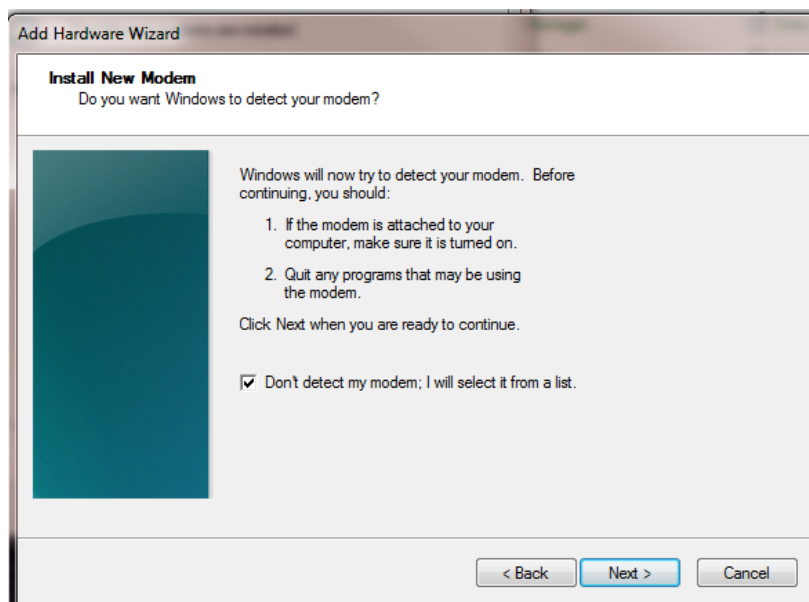 Add Hardware Wizard
Install New Modem
Do you want Windows to detect your modem?
Windows will now try to detect your modem. Before
continuing, you should:
1. If the modem is attached to your
computer, make sure it is turned on.
2. Quit any programs that may be using
the modem.
Click Next when you are ready to continue.
Don't detect my modem; I will select it from a list.
< Back Next > Cancel